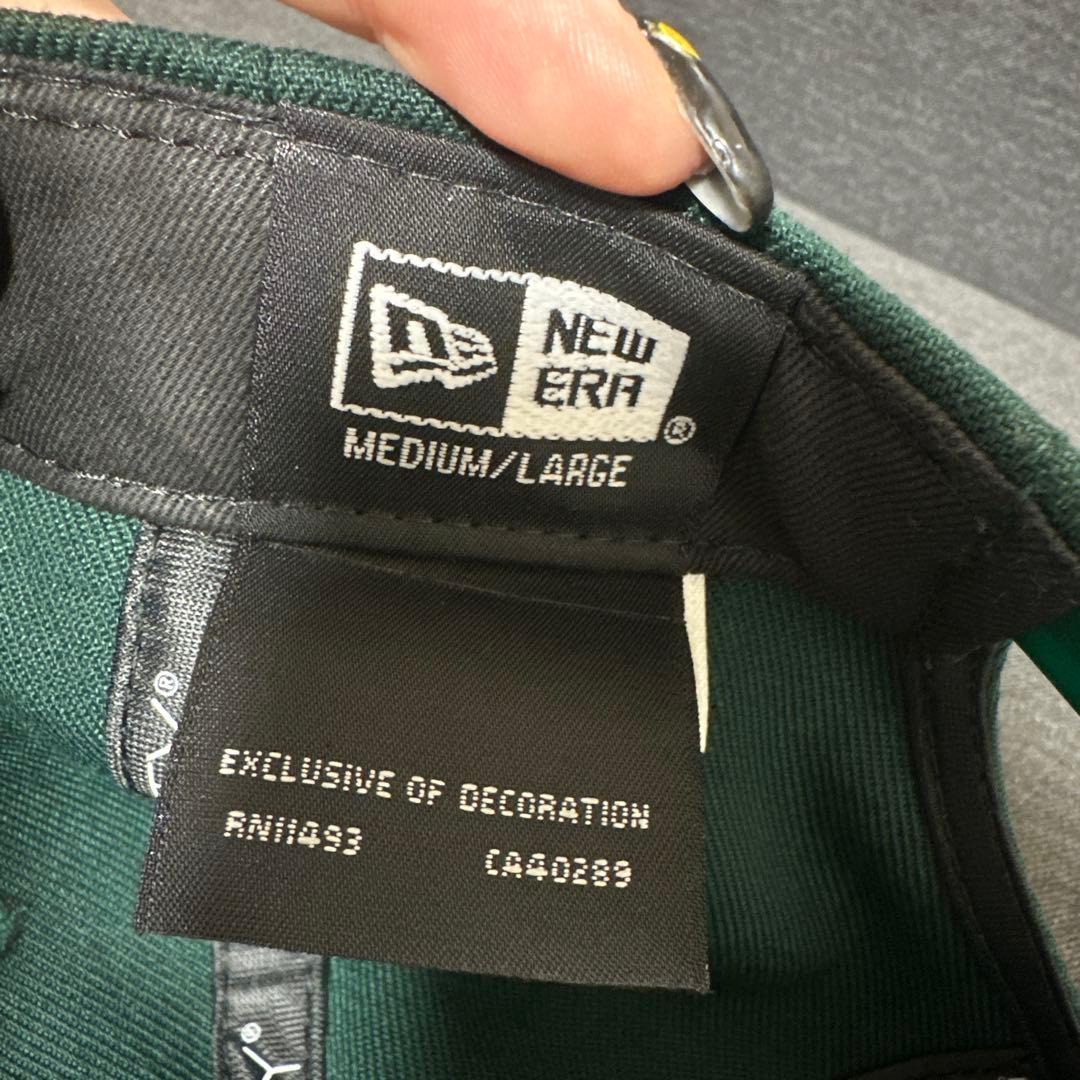 NEW
ERA
®
MEDIUM/LARGE
EXCLUSIVE OF DECORATION
RN11493 CA40289
Y®
Y®